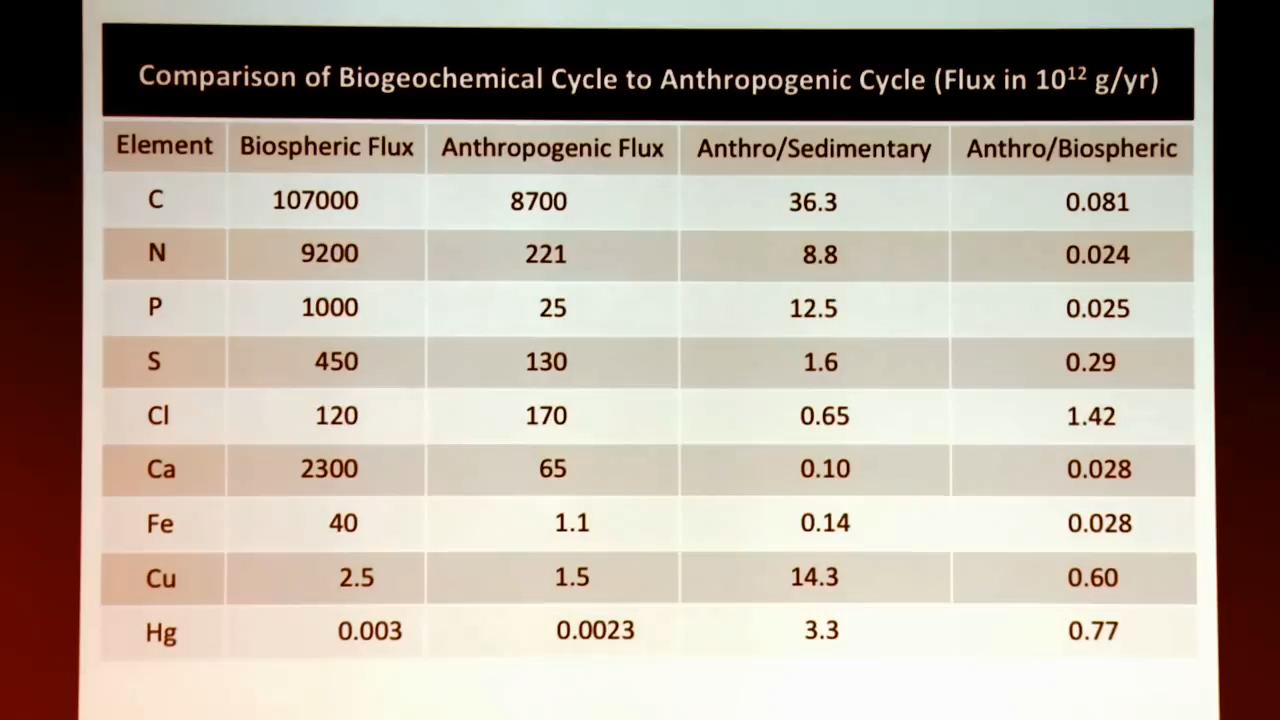 Comparison of Biogeochemical Cycle to Anthropogenic Cycle (Flux in 10¹² g/yr)
Element Biospheric Flux Anthropogenic Flux Anthro/Sedimentary Anthro/Biospheric
C 107000 8700 36.3 0.081
N 9200 221 8.8 0.024
P 1000 25 12.5 0.025
S 450 130 1.6 0.29
Cl 120 170 0.65 1.42
Ca 2300 65 0.10 0.028
Fe 40 1.1 0.14 0.028
Cu 2.5 1.5 14.3 0.60
Hg 0.003 0.0023 3.3 0.77